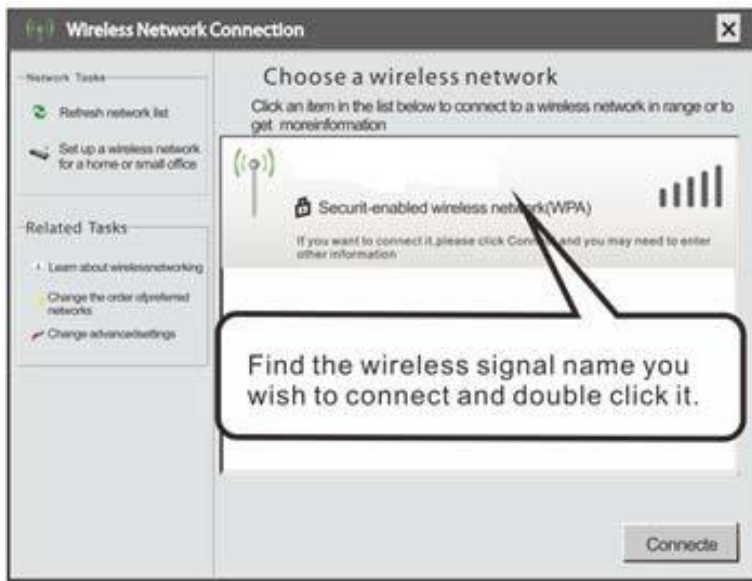 Wireless Network Connection
Network Tasks
Refresh network list
Set up a wireless network
for a home or small office
Related Tasks
Learn about wirelessnetworking
Change the order ofpreferred
networks
Change advancedsettings
Choose a wireless network
Click an item in the list below to connect to a wireless network in range or to
get moreinformation
Securit-enabled wireless network(WPA)
If you want to connect it,please click Conn and you may need to enter
other information
Find the wireless signal name you
wish to connect and double click it.
Connecte